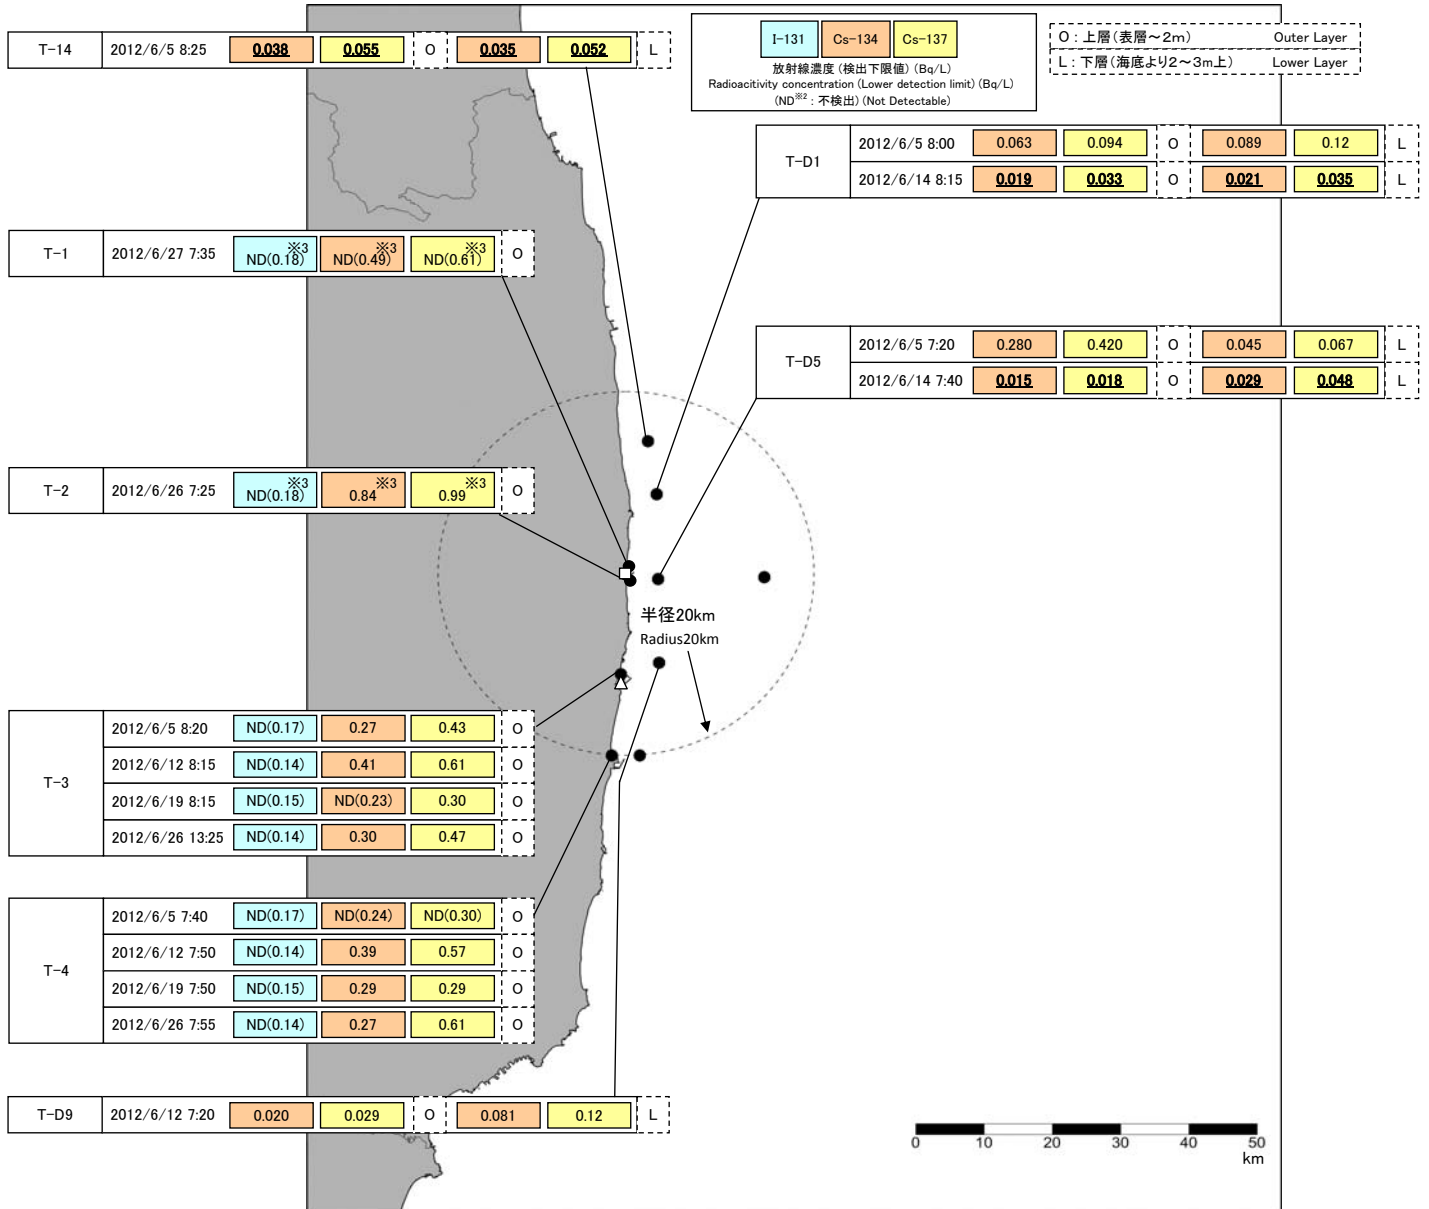 T-14 2012/6/5 8:25 0.038 0.055 O 0.035 0.052 L
I-131 Cs-134 Cs-137
放射線濃度 (検出下限値) (Bq/L)
Radioacitivity concentration (Lower detection limit) (Bq/L)
(ND※2 : 不検出) (Not Detectable)
O : 上層(表層～2m) Outer Layer
L : 下層(海底より2～3m上) Lower Layer
T-D1
2012/6/5 8:00 0.063 0.094 O 0.089 0.12 L
2012/6/14 8:15 0.019 0.033 O 0.021 0.035 L
T-1 2012/6/27 7:35 ※3 ND(0.18) ※3 ND(0.49) ※3 ND(0.61) O
T-D5
2012/6/5 7:20 0.280 0.420 O 0.045 0.067 L
2012/6/14 7:40 0.015 0.018 O 0.029 0.048 L
T-2 2012/6/26 7:25 ※3 ND(0.18) ※3 0.84 ※3 0.99 O
半径20km
Radius20km
T-3
2012/6/5 8:20 ND(0.17) 0.27 0.43 O
2012/6/12 8:15 ND(0.14) 0.41 0.61 O
2012/6/19 8:15 ND(0.15) ND(0.23) 0.30 O
2012/6/26 13:25 ND(0.14) 0.30 0.47 O
T-4
2012/6/5 7:40 ND(0.17) ND(0.24) ND(0.30) O
2012/6/12 7:50 ND(0.14) 0.39 0.57 O
2012/6/19 7:50 ND(0.15) 0.29 0.29 O
2012/6/26 7:55 ND(0.14) 0.27 0.61 O
T-D9 2012/6/12 7:20 0.020 0.029 O 0.081 0.12 L
0 10 20 30 40 50
km